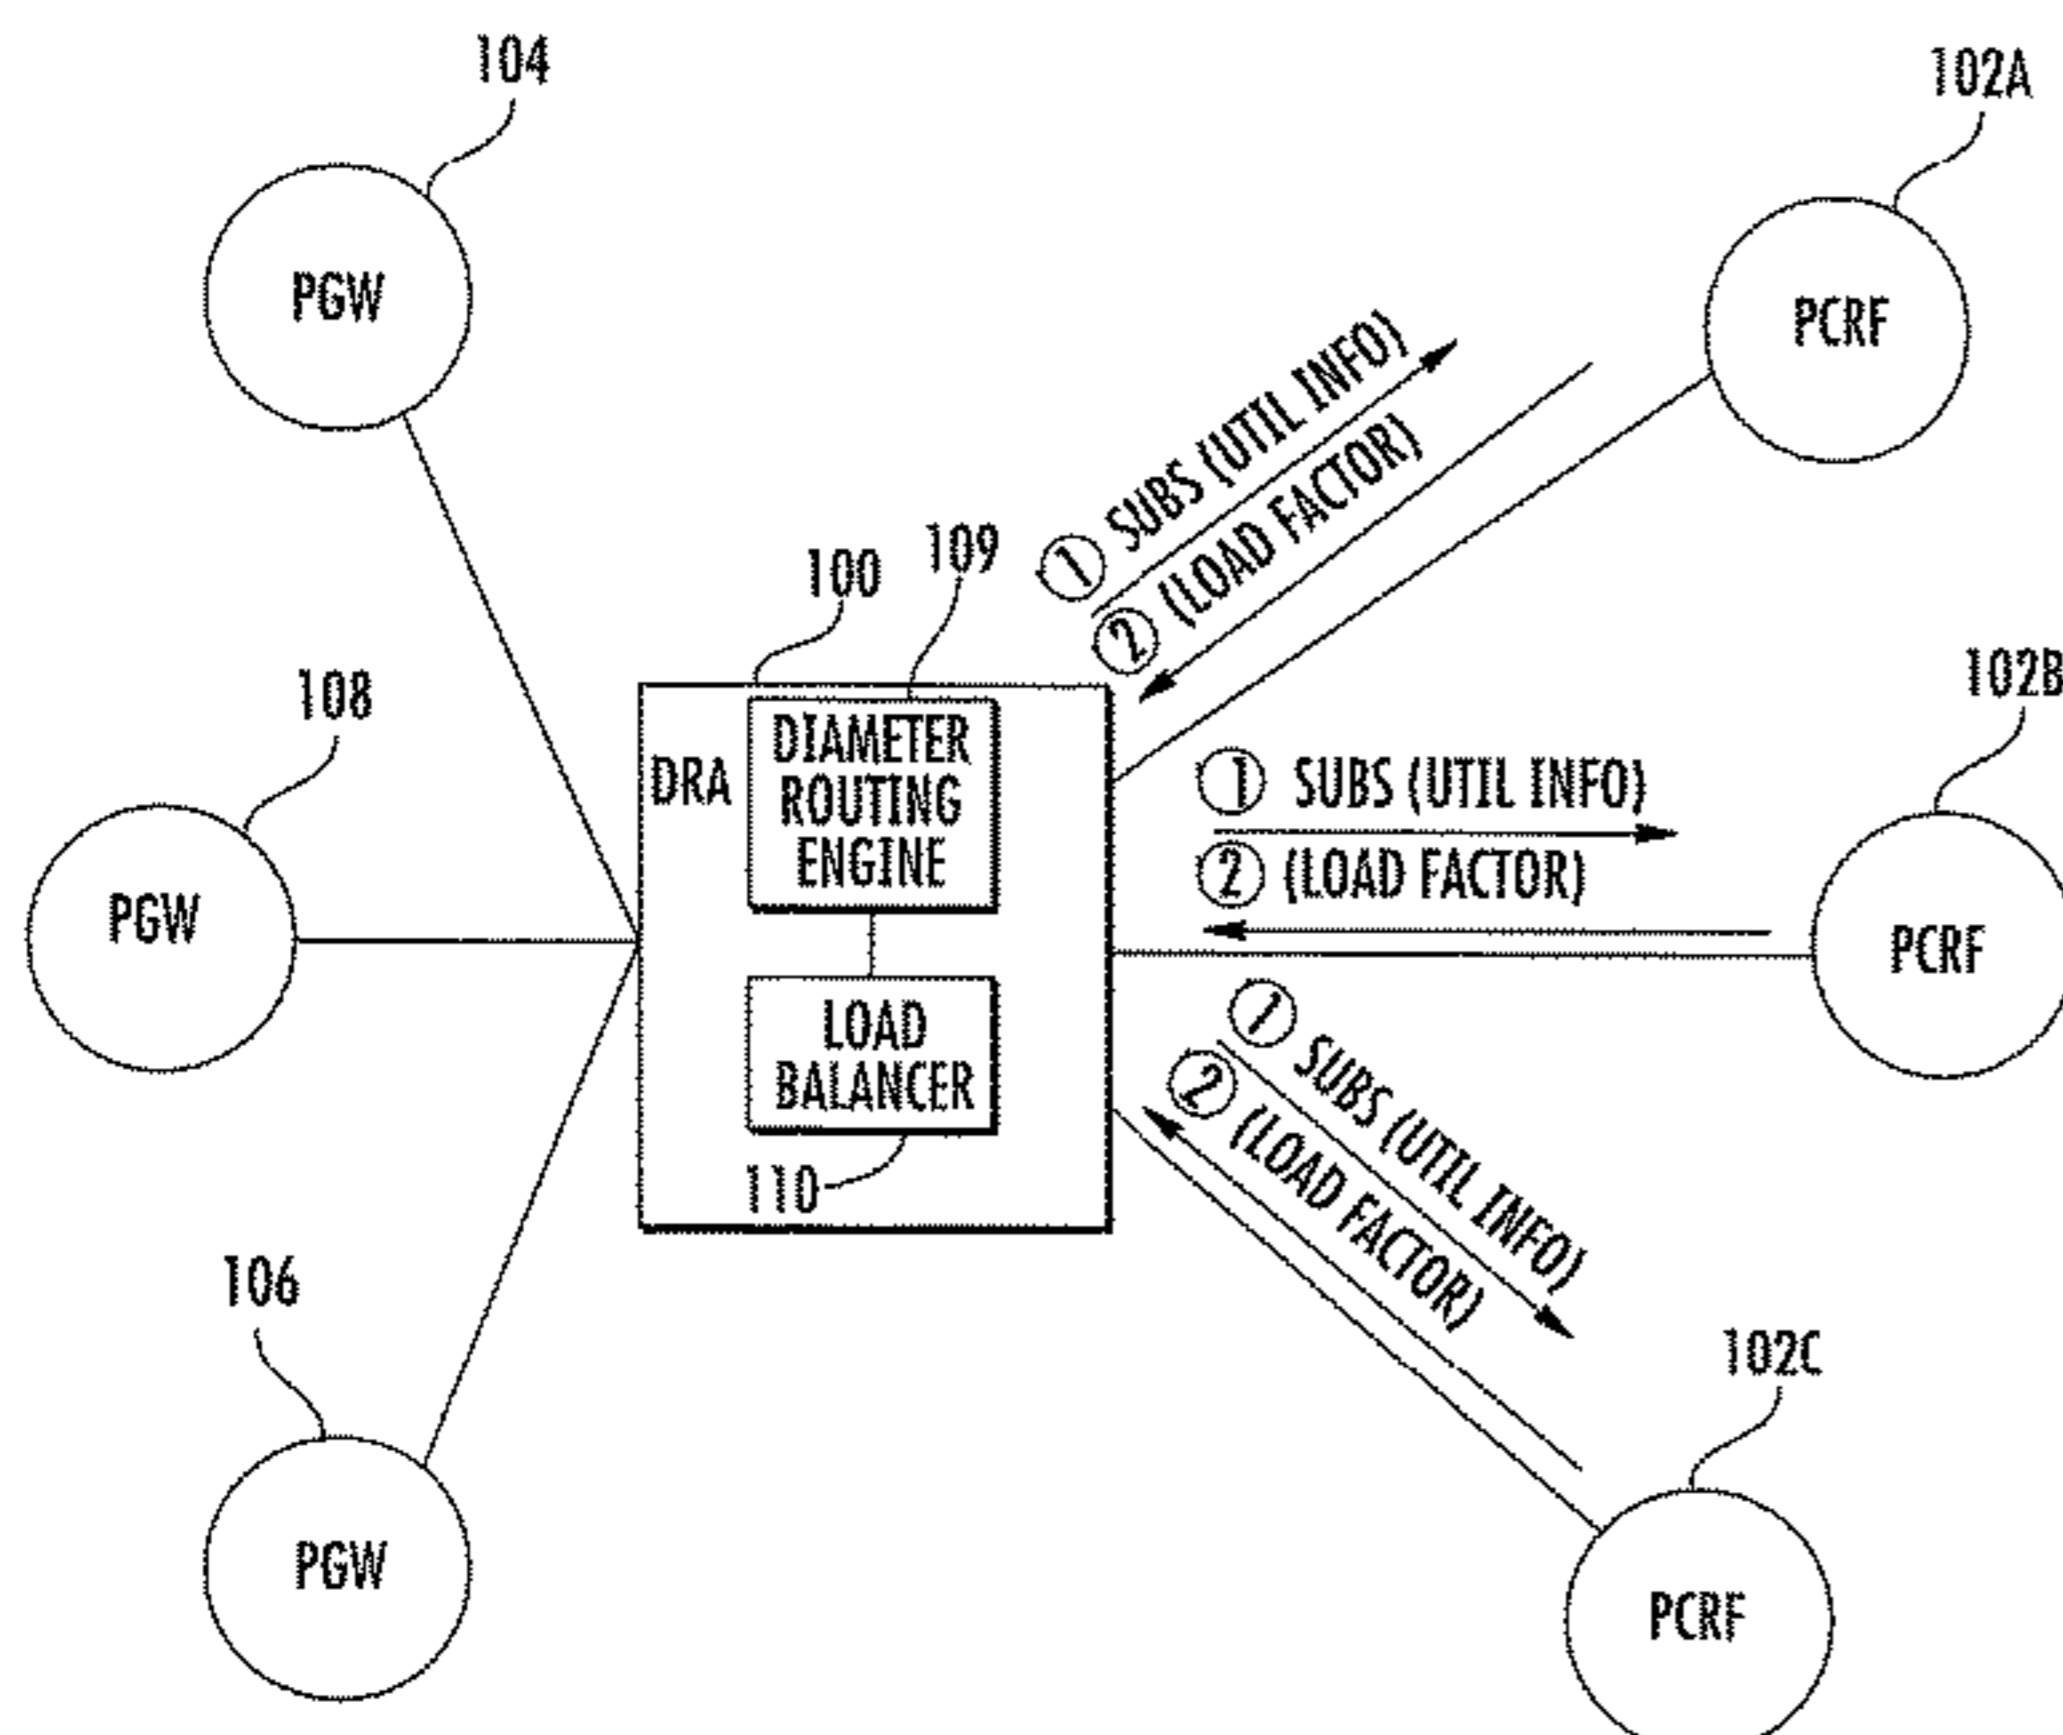 104
102A
PGW
PCRF
① SUBS (UTIL INFO)
② (LOAD FACTOR)
100
109
108
102B
DRA
DIAMETER
ROUTING
ENGINE
① SUBS (UTIL INFO)
② (LOAD FACTOR)
PGW
PCRF
LOAD
BALANCER
① SUBS (UTIL INFO)
② (LOAD FACTOR)
110
106
102C
PGW
PCRF